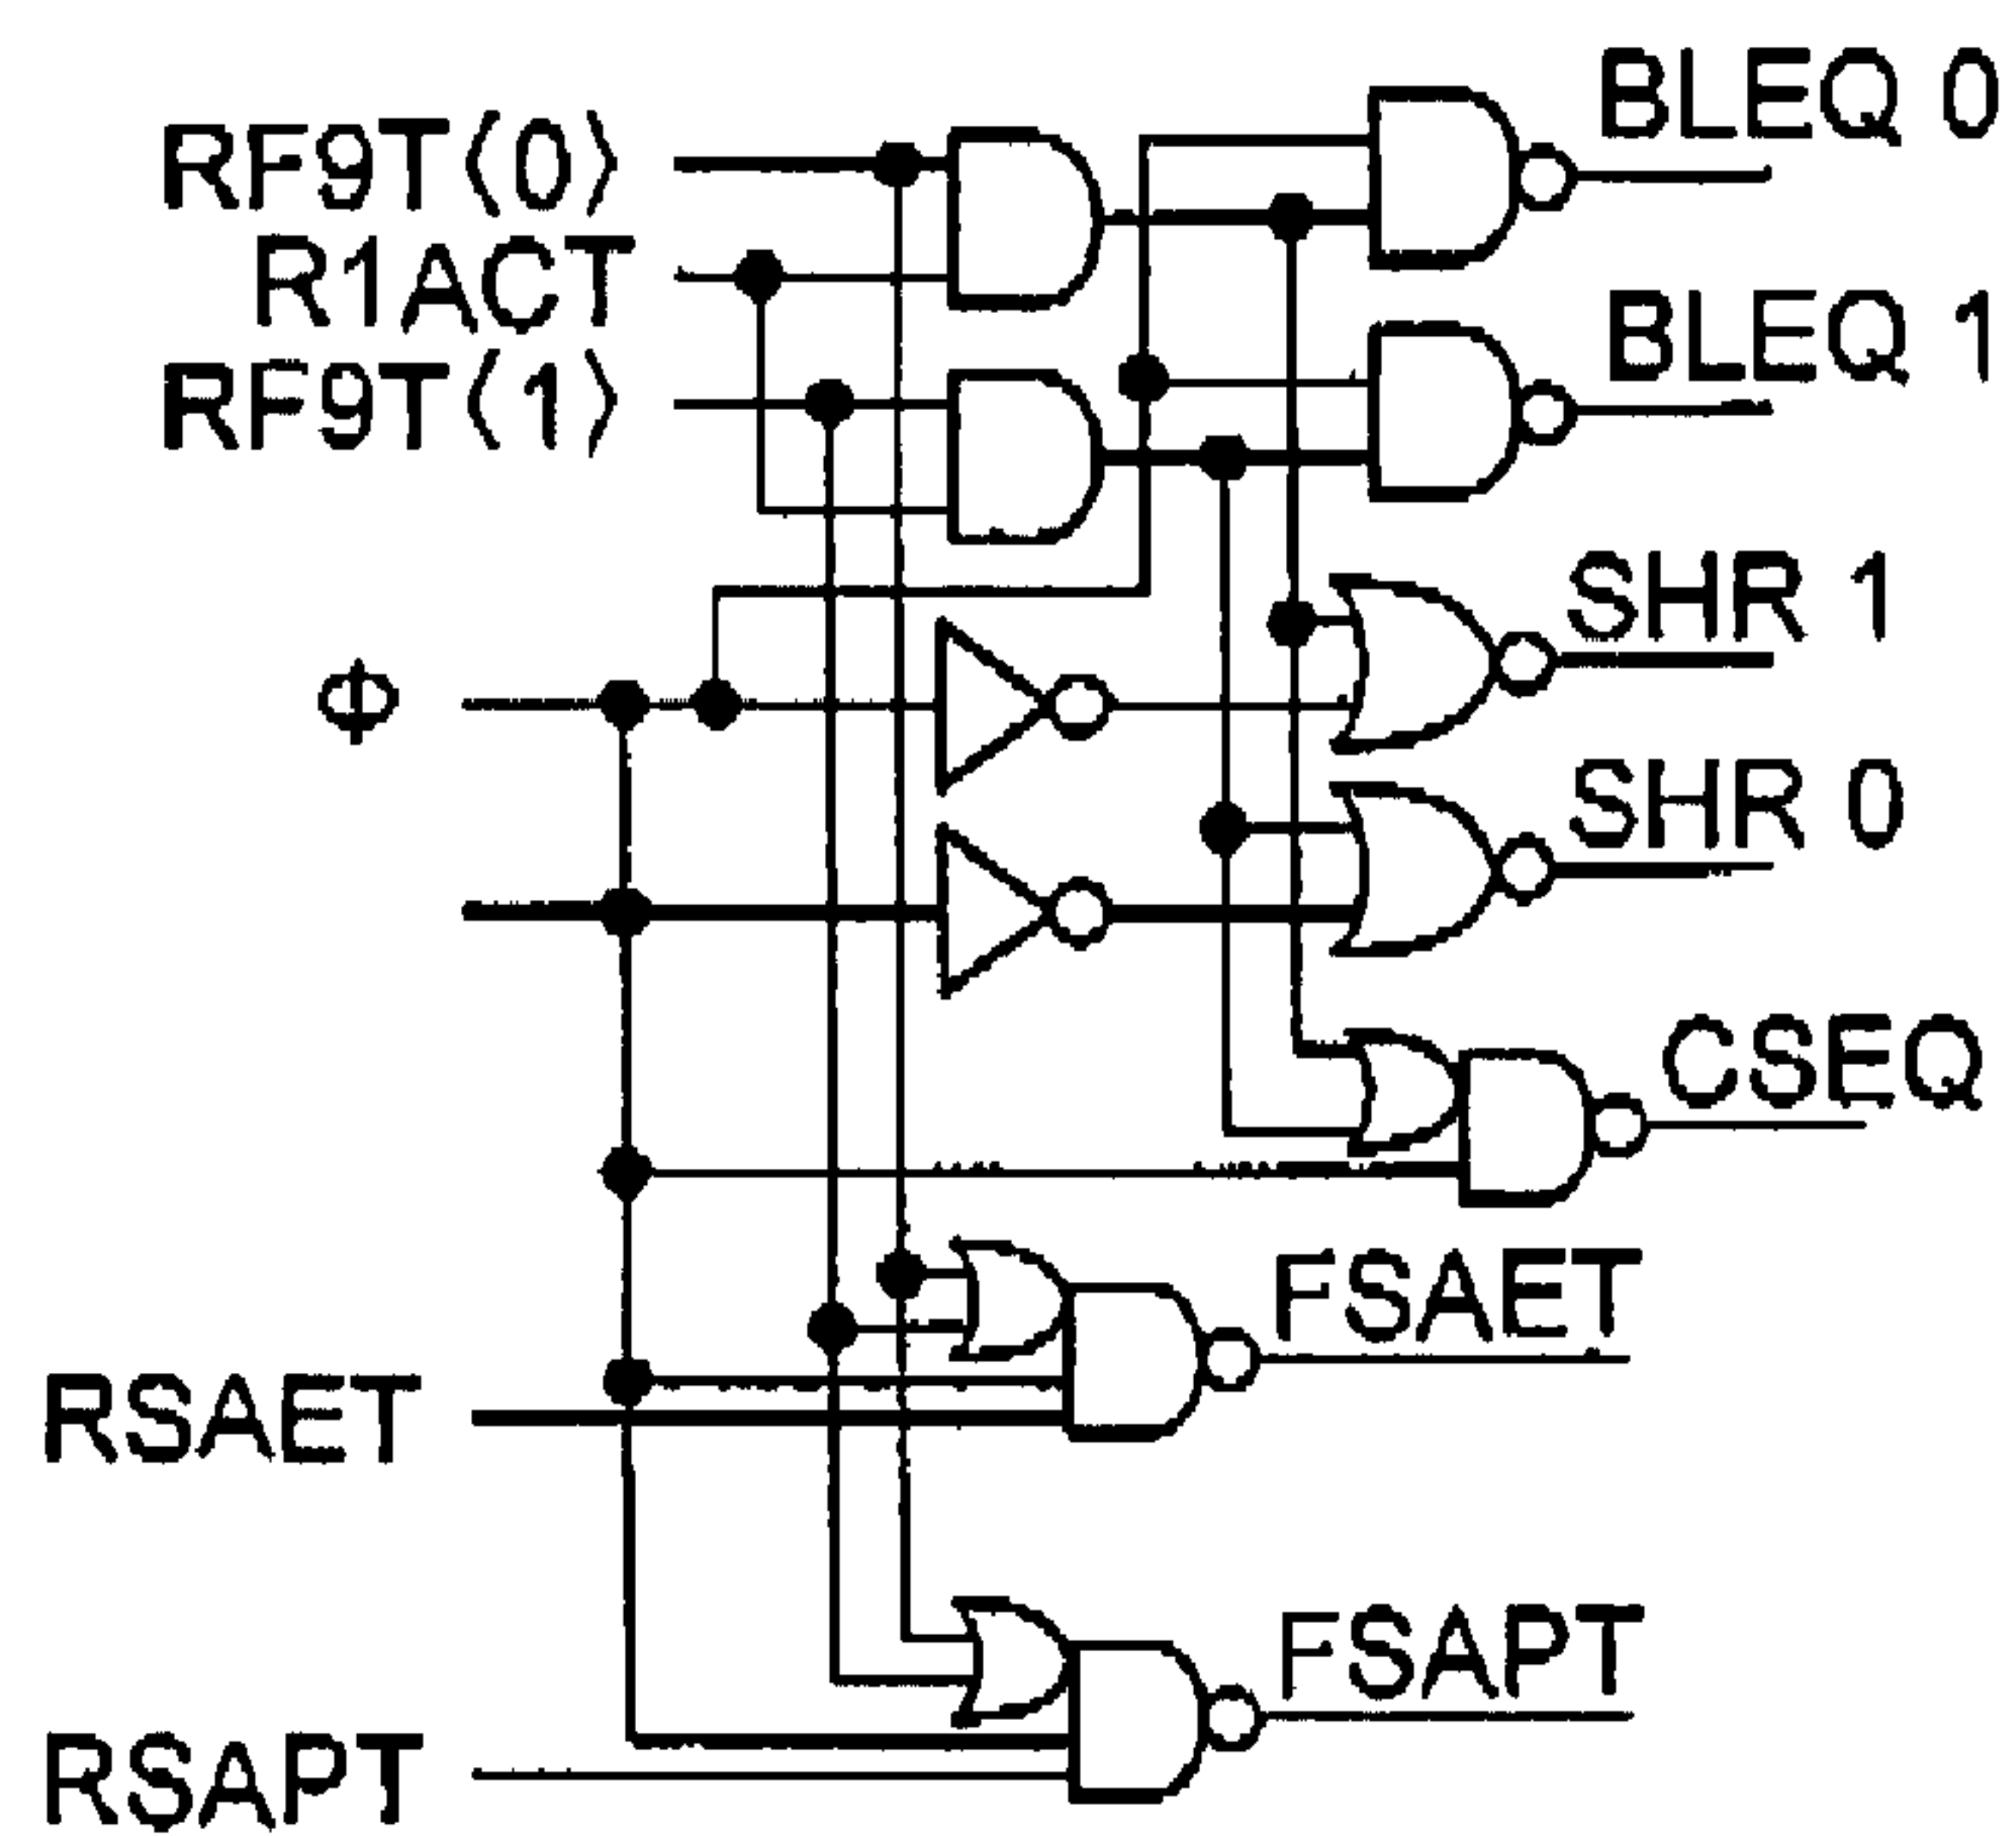 BLEQ 0
RF9T⟨0⟩
R1ACT
BLEQ 1
RF9T⟨1⟩
SHR 1
Φ
SHR 0
CSEQ
FSAET
RSAET
FSAPT
RSAPT